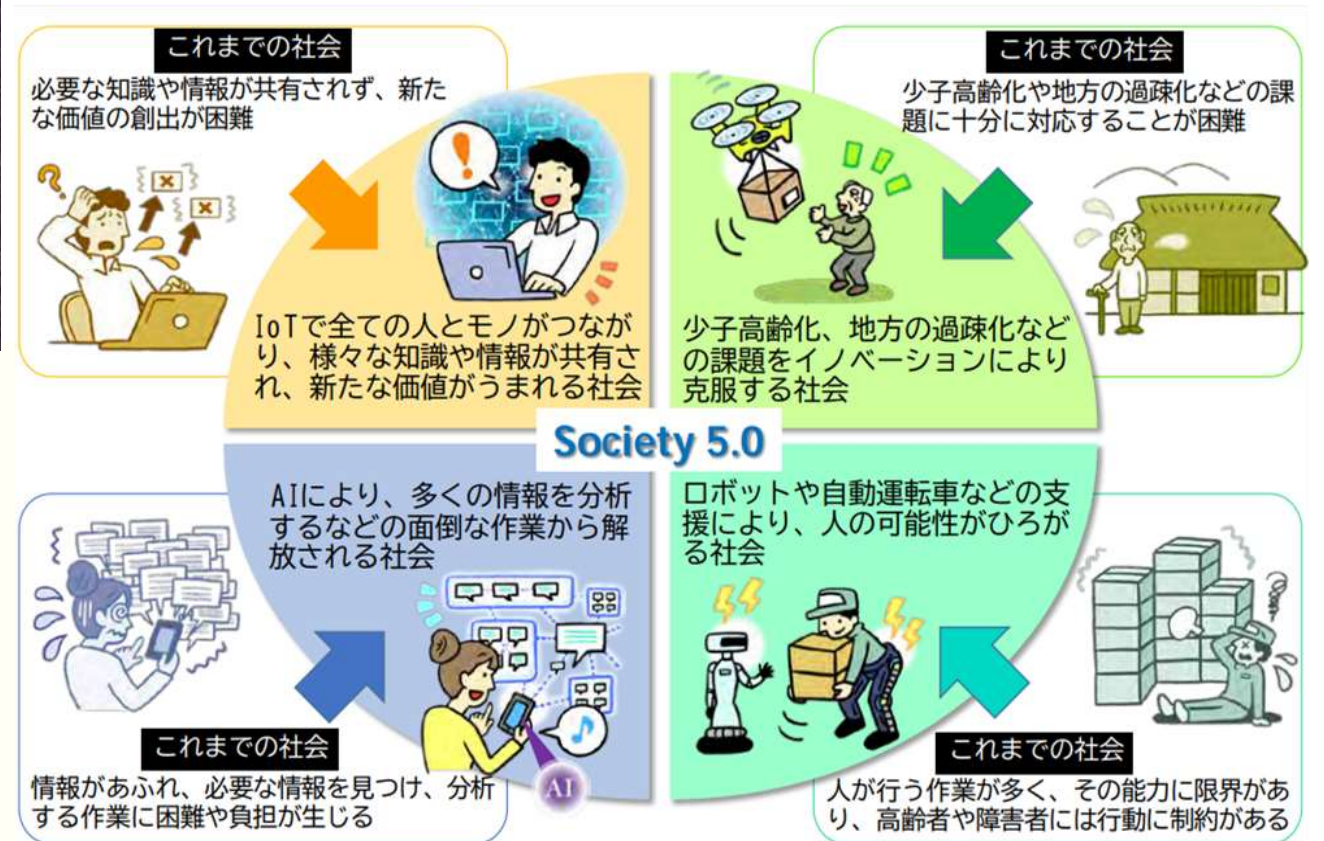 これまでの社会
必要な知識や情報が共有されず、新た
な価値の創出が困難
IoTで全ての人とモノがつなが
り、様々な知識や情報が共有さ
れ、新たな価値がうまれる社会
これまでの社会
少子高齢化や地方の過疎化などの課
題に十分に対応することが困難
少子高齢化、地方の過疎化など
の課題をイノベーションにより
克服する社会
Society 5.0
AIにより、多くの情報を分析
するなどの面倒な作業から解
放される社会
AI
これまでの社会
情報があふれ、必要な情報を見つけ、分析
する作業に困難や負担が生じる
ロボットや自動運転車などの支
援により、人の可能性がひろが
る社会
これまでの社会
人が行う作業が多く、その能力に限界があ
り、高齢者や障害者には行動に制約がある